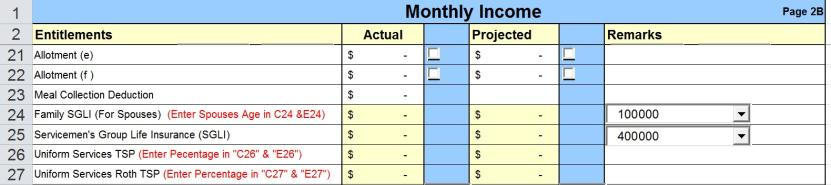 1 Monthly Income Page 2B
2 Entitlements Actual Projected Remarks
21 Allotment (e) $ - $ -
22 Allotment (f ) $ - $ -
23 Meal Collection Deduction $ -
24 Family SGLI (For Spouses) (Enter Spouses Age in C24 &E24) $ - $ - 100000
25 Servicemen's Group Life Insurance (SGLI) $ - $ - 400000
26 Uniform Services TSP (Enter Pecentage in "C26" & "E26") $ - $ -
27 Uniform Services Roth TSP (Enter Percentage in "C27" & "E27") $ - $ -